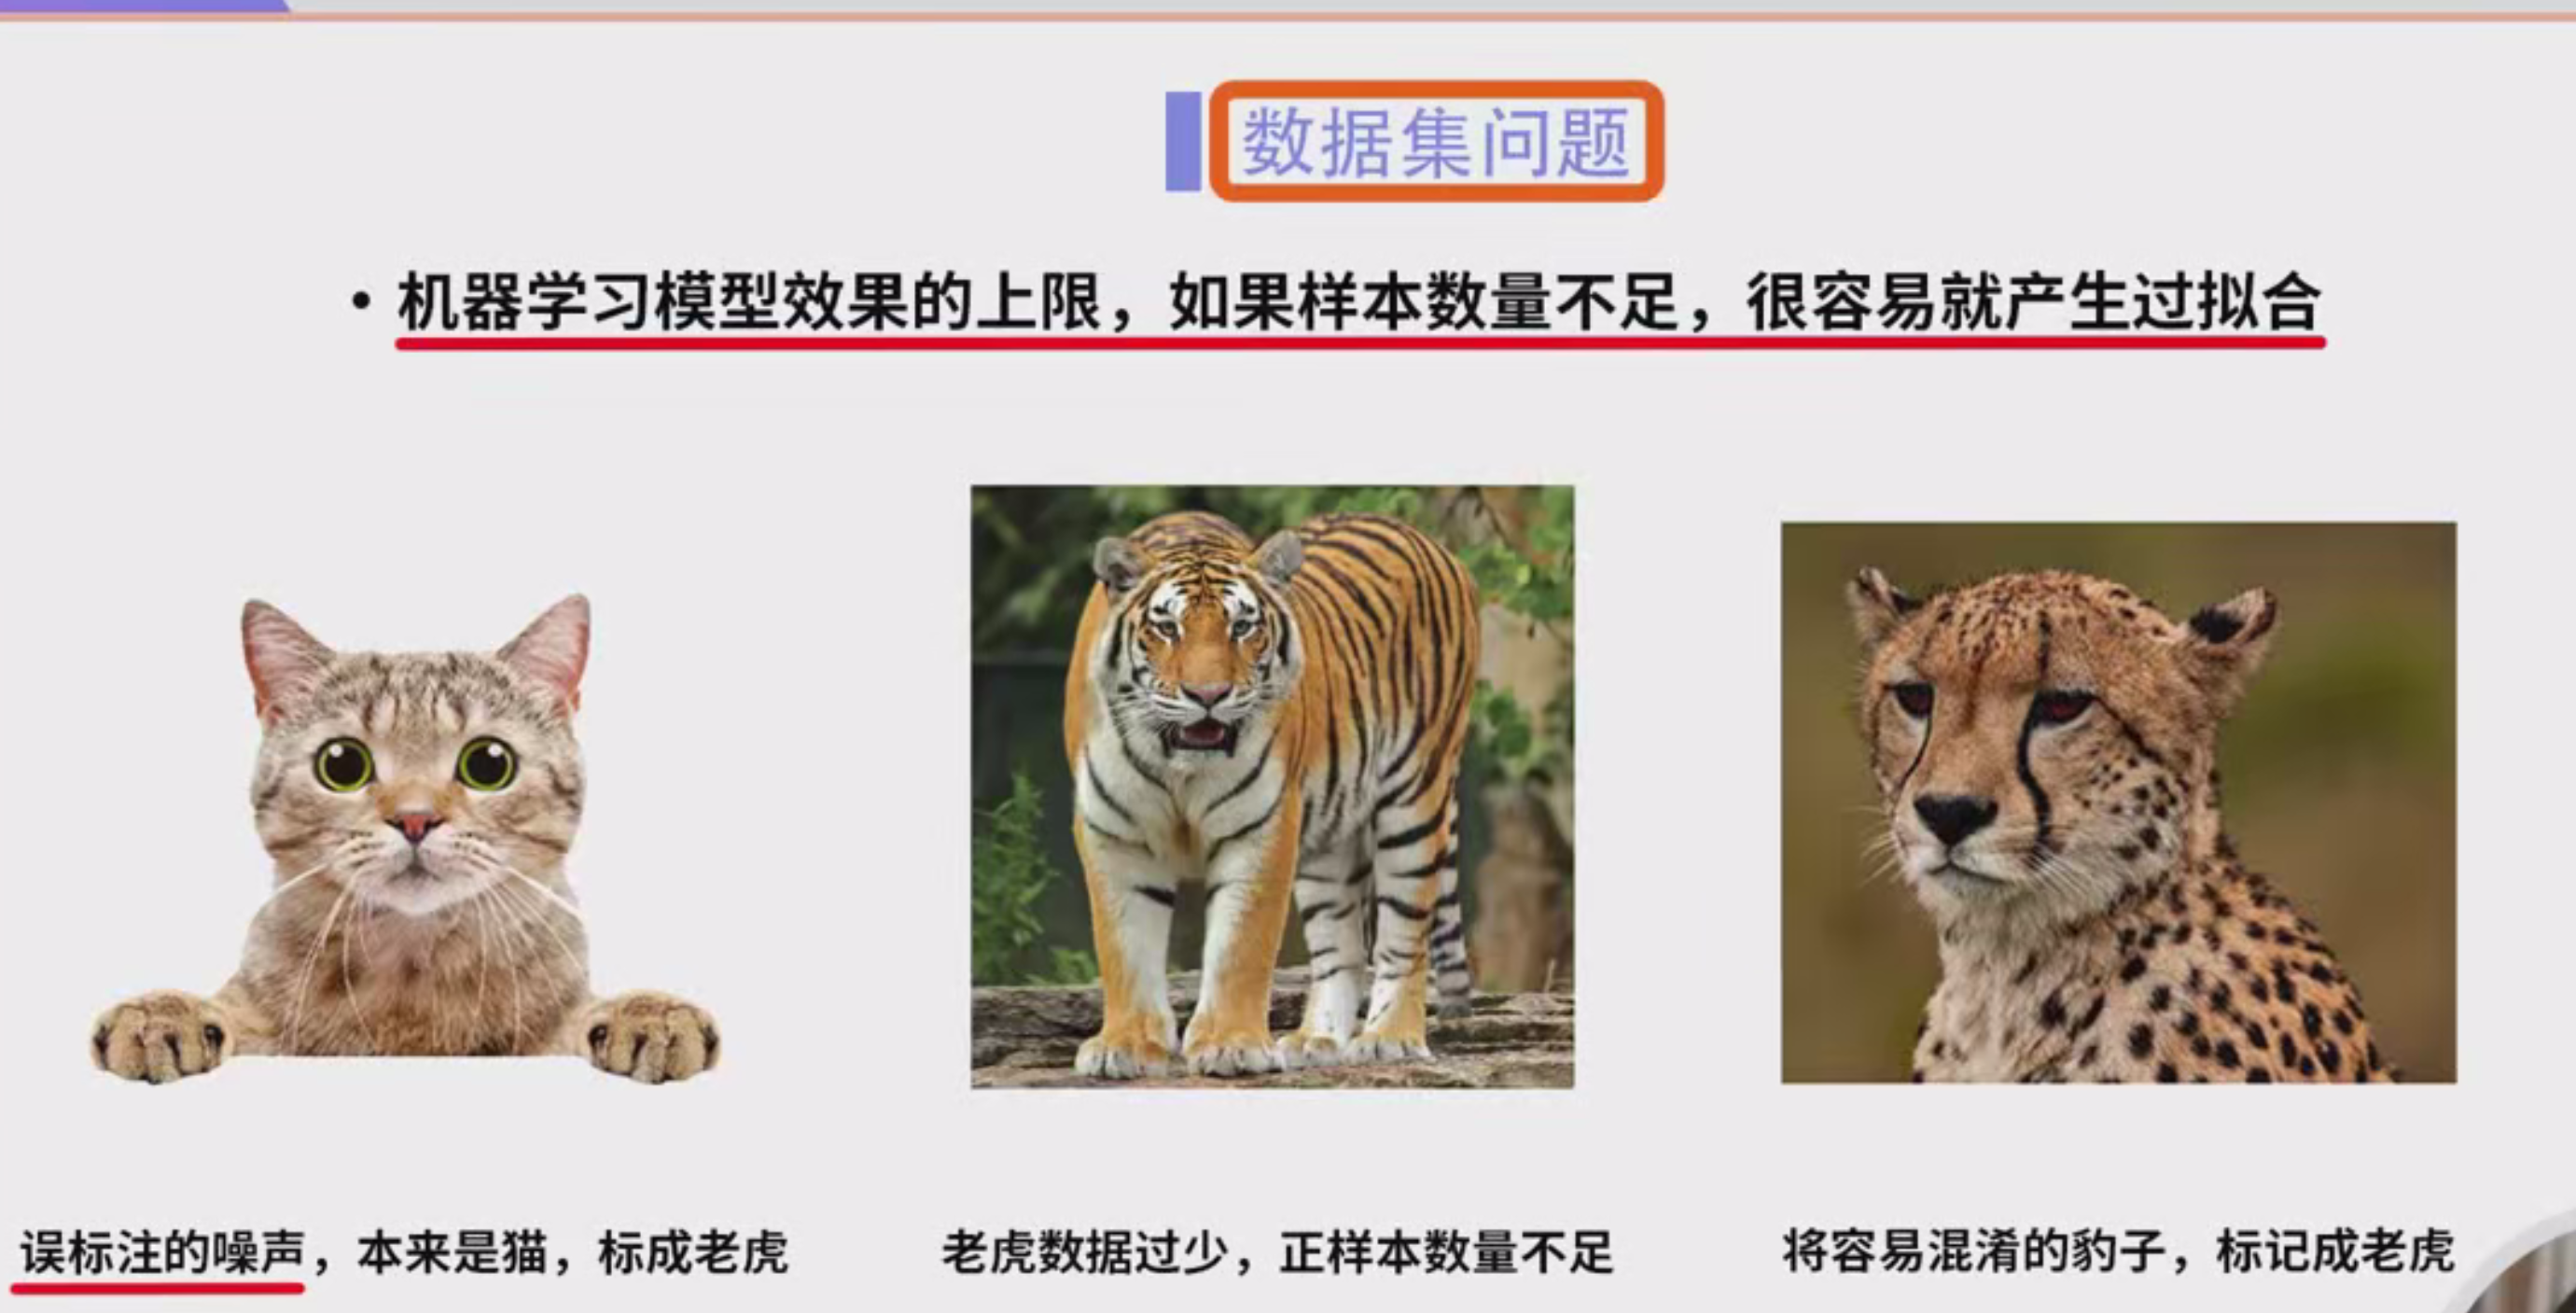 数据集问题
• 机器学习模型效果的上限，如果样本数量不足，很容易就产生过拟合
误标注的噪声，本来是猫，标成老虎
老虎数据过少，正样本数量不足
将容易混淆的豹子，标记成老虎